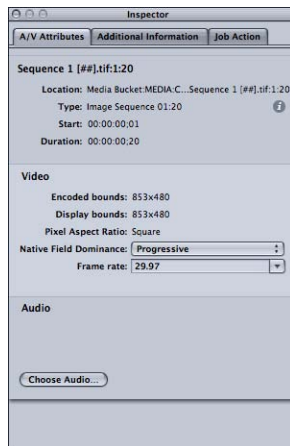 Inspector
A/V Attributes Additional Information Job Action
Sequence 1 [##].tif:1:20
Location: Media Bucket:MEDIA:C...Sequence 1 [##].tif:1:20
Type: Image Sequence 01:20
Start: 00:00:00;01
Duration: 00:00:00;20
Video
Encoded bounds: 853x480
Display bounds: 853x480
Pixel Aspect Ratio: Square
Native Field Dominance: Progressive
Frame rate: 29.97
Audio
Choose Audio...